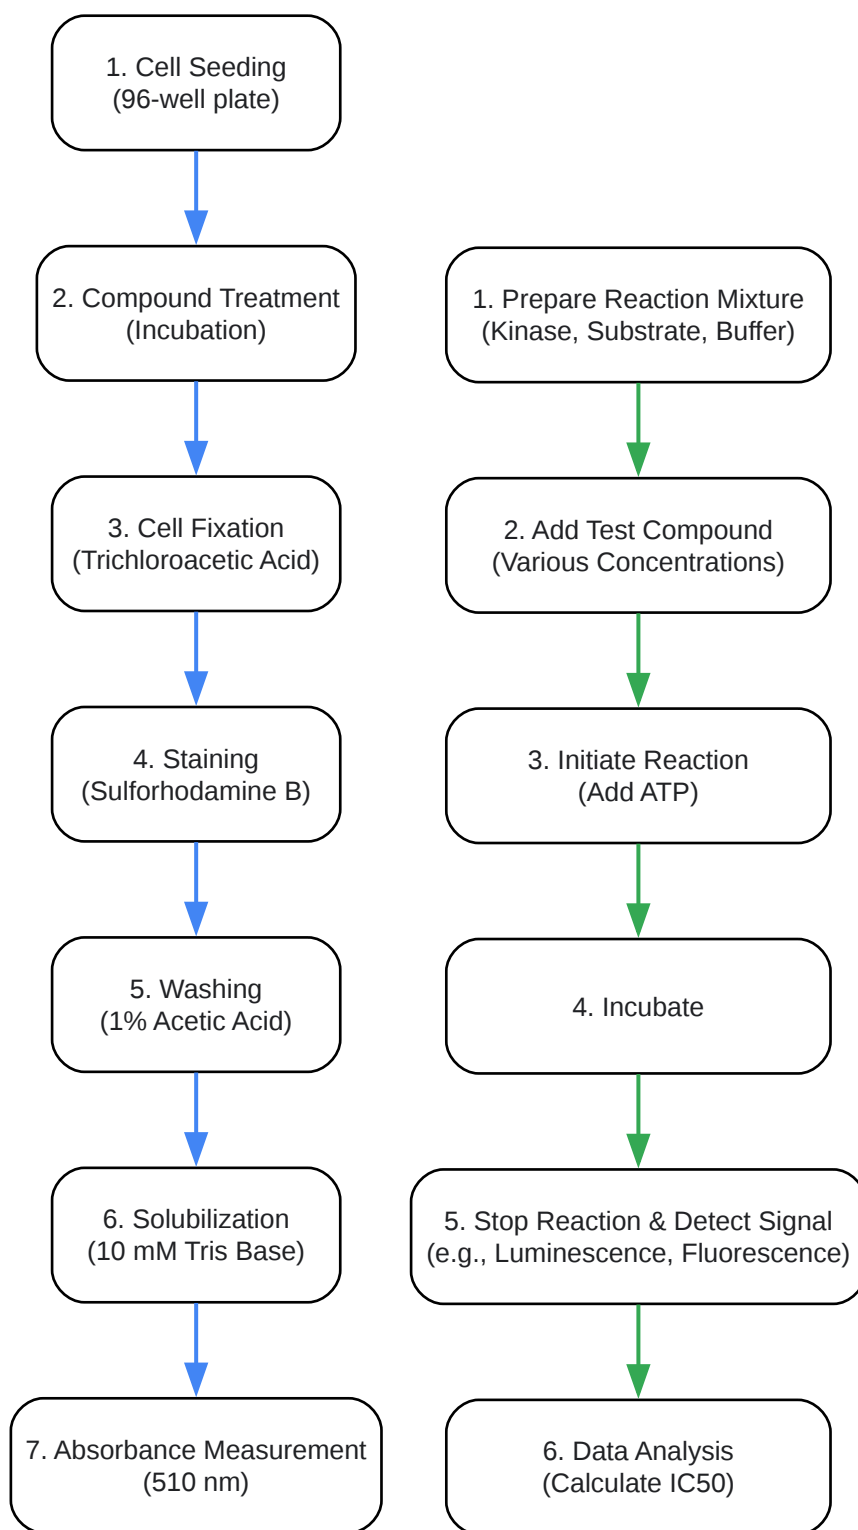 1. Cell Seeding
(96-well plate)
2. Compound Treatment
(Incubation)
3. Cell Fixation
(Trichloroacetic Acid)
4. Staining
(Sulforhodamine B)
5. Washing
(1% Acetic Acid)
6. Solubilization
(10 mM Tris Base)
7. Absorbance Measurement
(510 nm)
1. Prepare Reaction Mixture
(Kinase, Substrate, Buffer)
2. Add Test Compound
(Various Concentrations)
3. Initiate Reaction
(Add ATP)
4. Incubate
5. Stop Reaction & Detect Signal
(e.g., Luminescence, Fluorescence)
6. Data Analysis
(Calculate IC50)